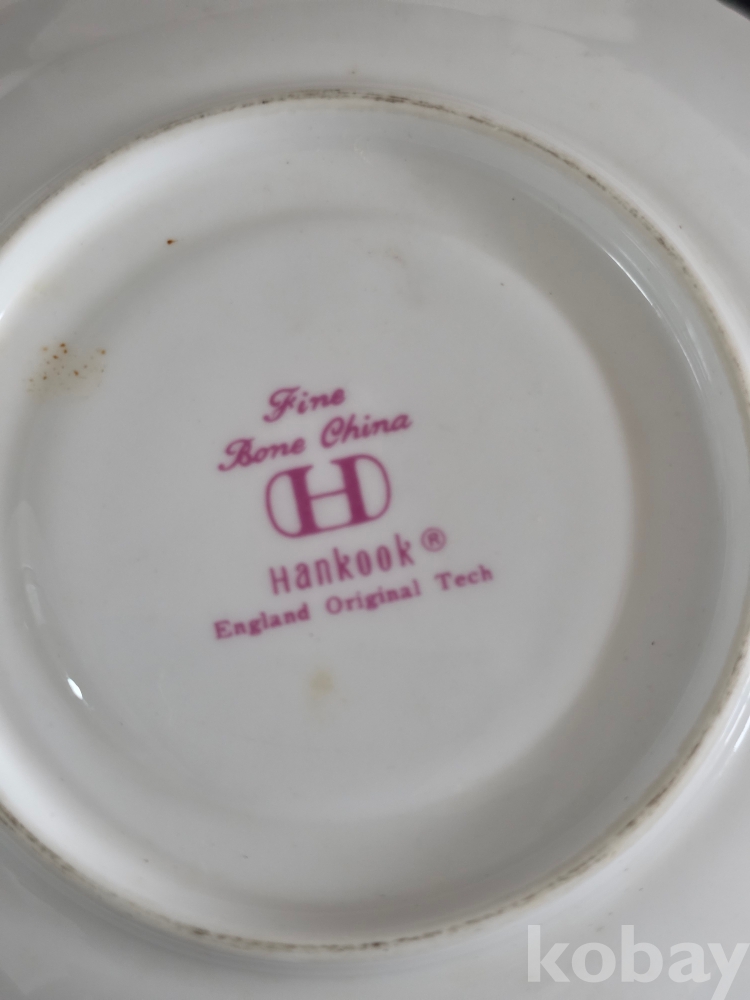 Fine
Bone China
H
Hankook®
England Original Tech
kobay